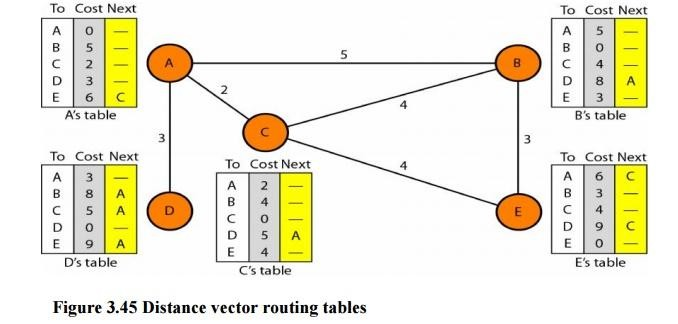 To Cost Next
A 0 —
B 5 —
C 2 —
D 3 —
E 6 C
A's table
To Cost Next
A 5 —
B 0 —
C 4 —
D 8 A
E 3 —
B's table
A
5
B
2
4
C
3
3
4
D
E
To Cost Next
A 3 —
B 8 A
C 5 A
D 0 —
E 9 A
D's table
To Cost Next
A 2 —
B 4 —
C 0 —
D 5 A
E 4 —
C's table
To Cost Next
A 6 C
B 3 —
C 4 —
D 9 C
E 0 —
E's table
Figure 3.45 Distance vector routing tables